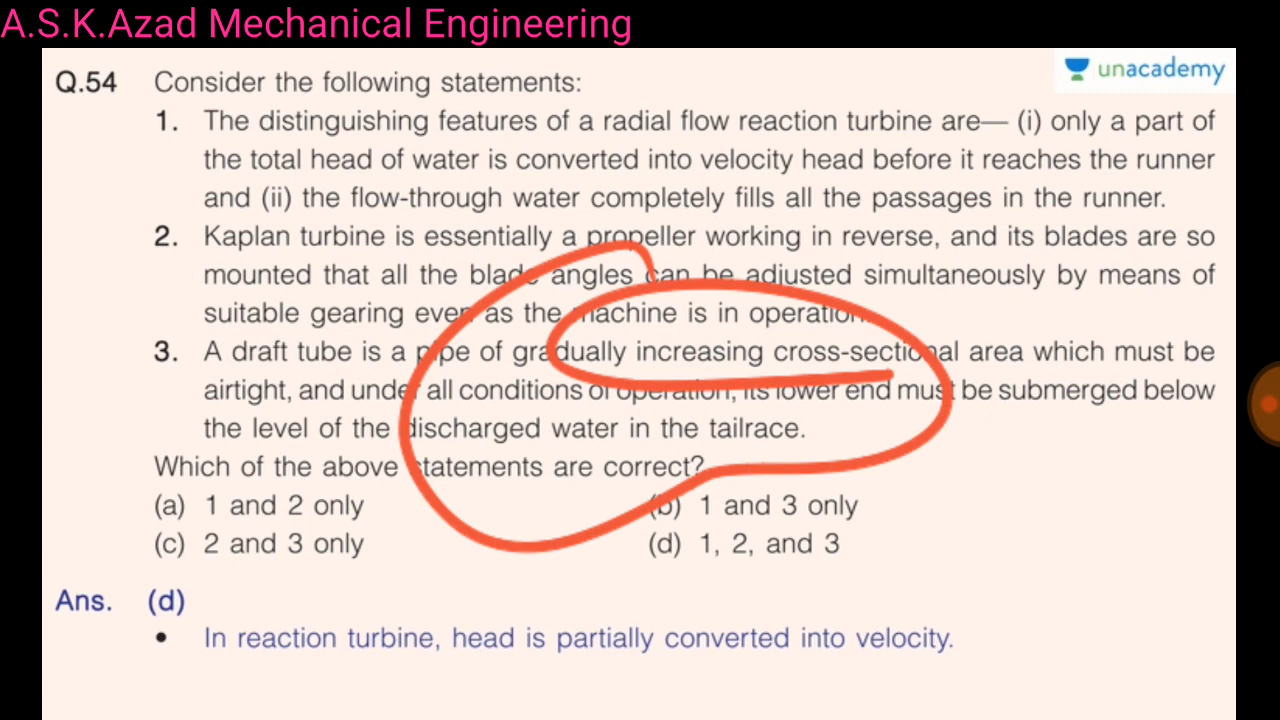 A.S.K.Azad Mechanical Engineering
unacademy
Q.54 Consider the following statements:
1. The distinguishing features of a radial flow reaction turbine are— (i) only a part of
the total head of water is converted into velocity head before it reaches the runner
and (ii) the flow-through water completely fills all the passages in the runner.
2. Kaplan turbine is essentially a propeller working in reverse, and its blades are so
mounted that all the blade angles can be adjusted simultaneously by means of
suitable gearing even as the machine is in operation.
3. A draft tube is a pipe of gradually increasing cross-sectional area which must be
airtight, and under all conditions of operation, its lower end must be submerged below
the level of the discharged water in the tailrace.
Which of the above statements are correct?
(a) 1 and 2 only (b) 1 and 3 only
(c) 2 and 3 only (d) 1, 2, and 3
Ans. (d)
• In reaction turbine, head is partially converted into velocity.